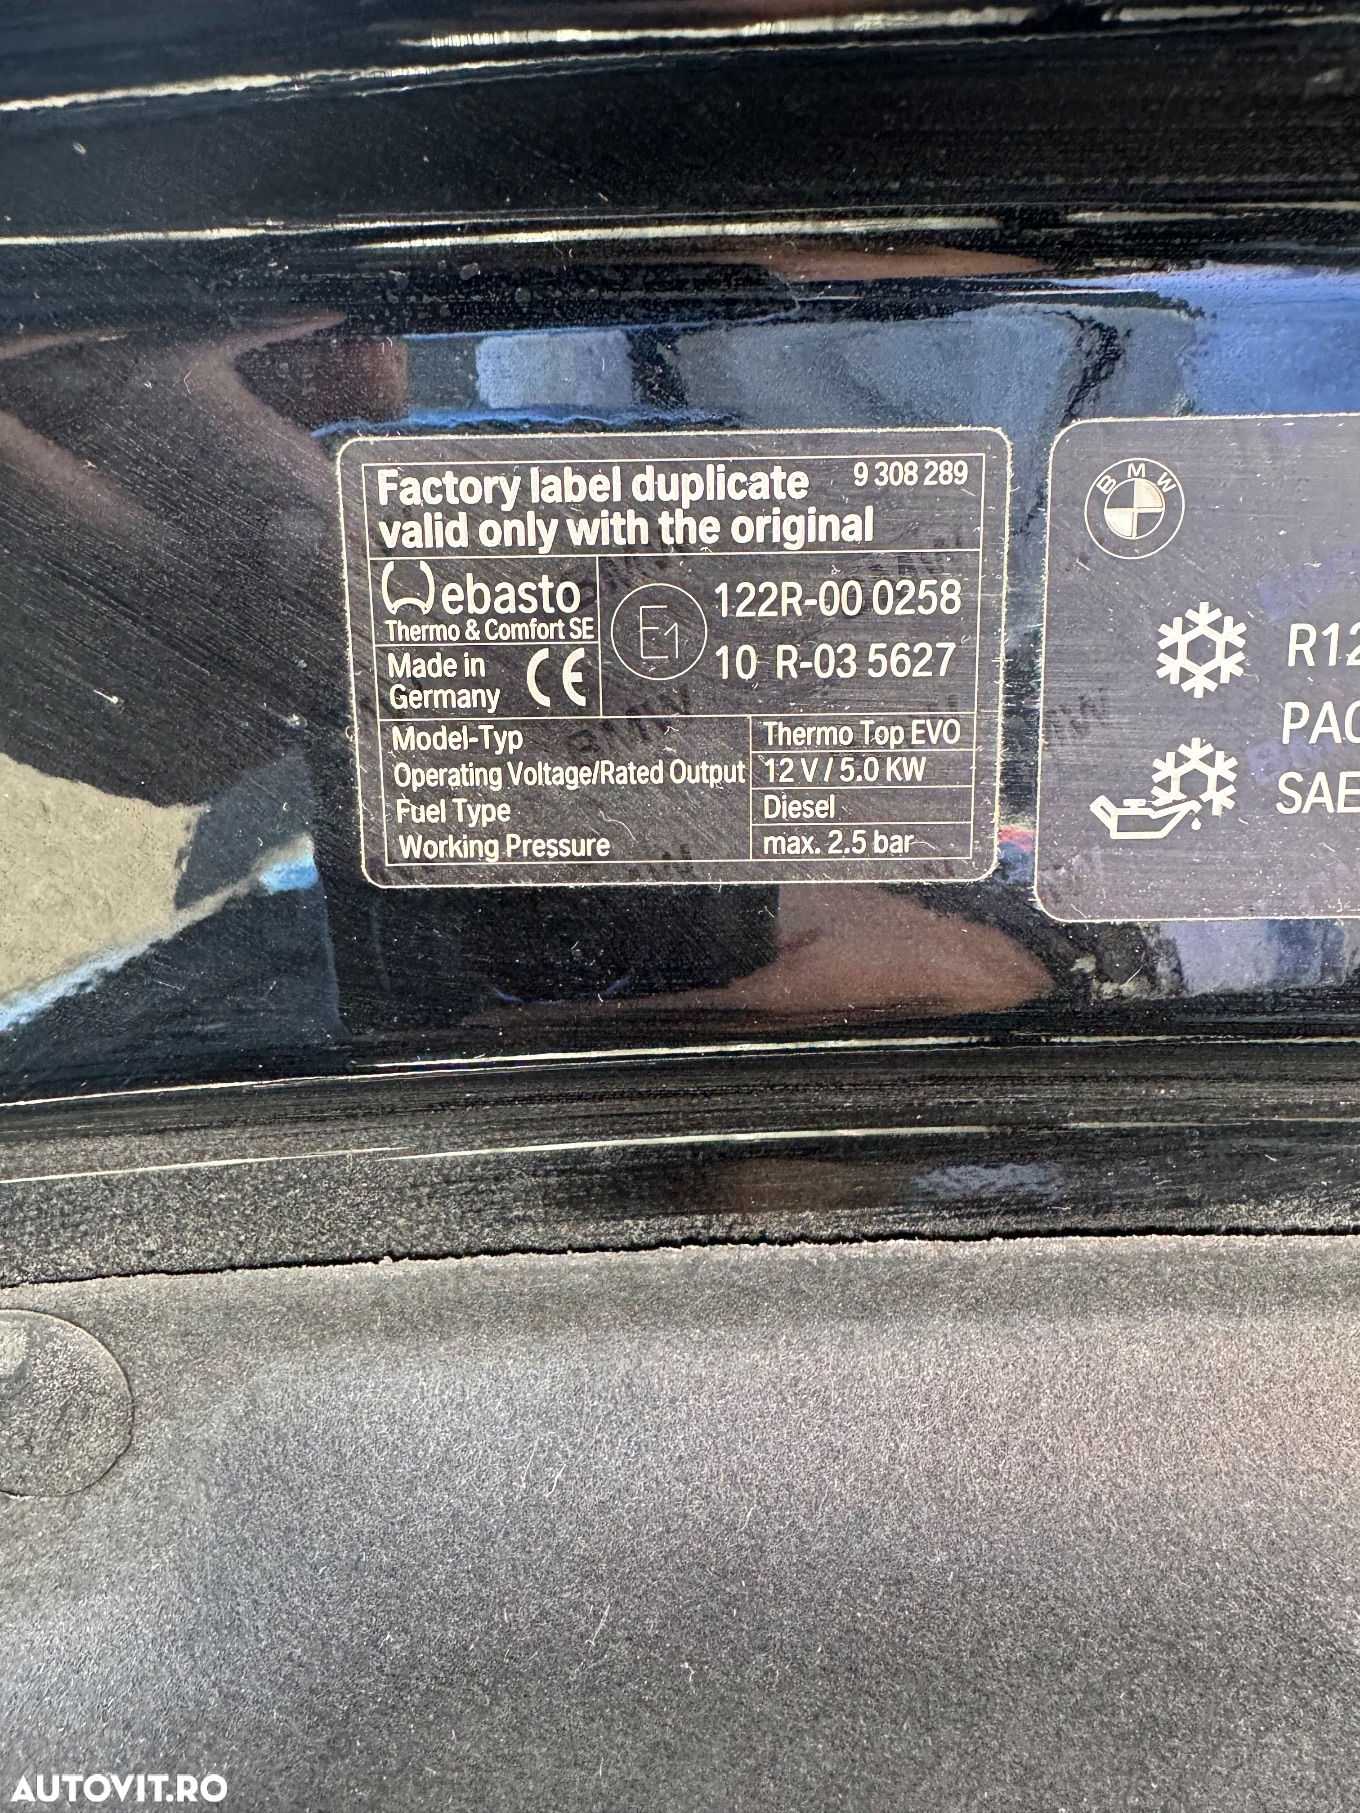 Factory label duplicate 9 308 289
valid only with the original
Webasto
Thermo & Comfort SE
Made in
Germany
CE
E1
122R-00 0258
10 R-03 5627
Model-Typ Thermo Top EVO
Operating Voltage/Rated Output 12 V / 5.0 KW
Fuel Type Diesel
Working Pressure max. 2.5 bar
BMW
R12
PAG
SAE
AUTOVIT.RO